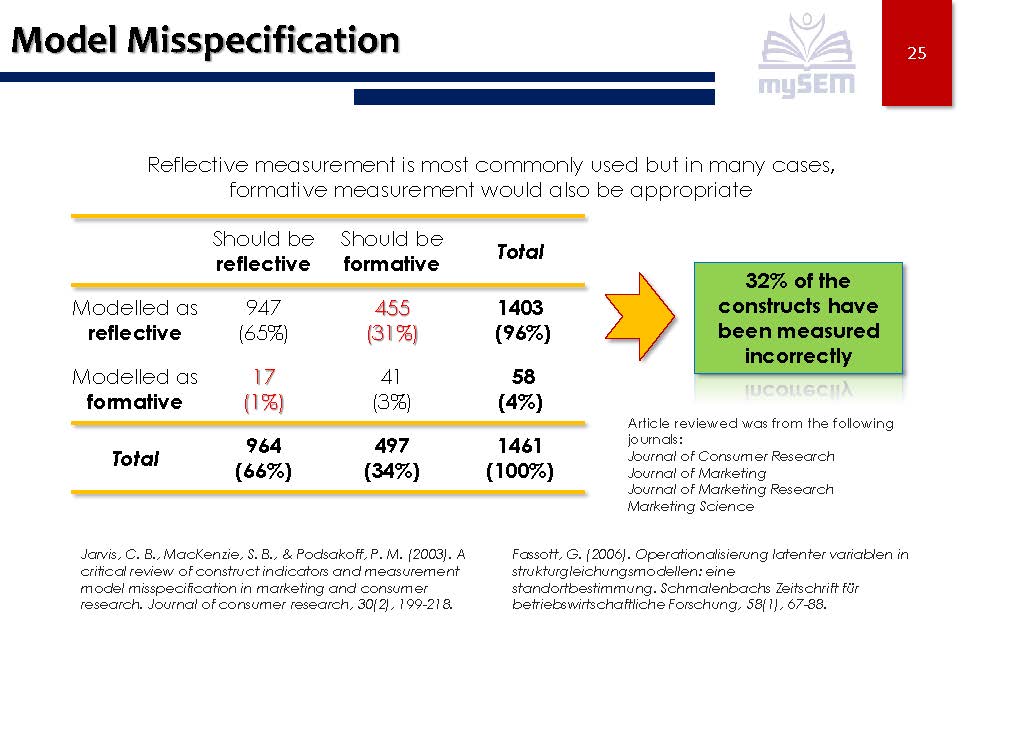 Model Misspecification
mySEM
25
Reflective measurement is most commonly used but in many cases,
formative measurement would also be appropriate
Should be reflective Should be formative Total
Modelled as reflective 947 (65%) 455 (31%) 1403 (96%)
Modelled as formative 17 (1%) 41 (3%) 58 (4%)
Total 964 (66%) 497 (34%) 1461 (100%)
32% of the
constructs have
been measured
incorrectly
Article reviewed was from the following
journals:
Journal of Consumer Research
Journal of Marketing
Journal of Marketing Research
Marketing Science
Jarvis, C. B., MacKenzie, S. B., & Podsakoff, P. M. (2003). A
critical review of construct indicators and measurement
model misspecification in marketing and consumer
research. Journal of consumer research, 30(2), 199-218.
Fassott, G. (2006). Operationalisierung latenter variablen in
strukturgleichungsmodellen: eine
standortbestimmung. Schmalenbachs Zeitschrift für
betriebswirtschaftliche Forschung, 58(1), 67-88.